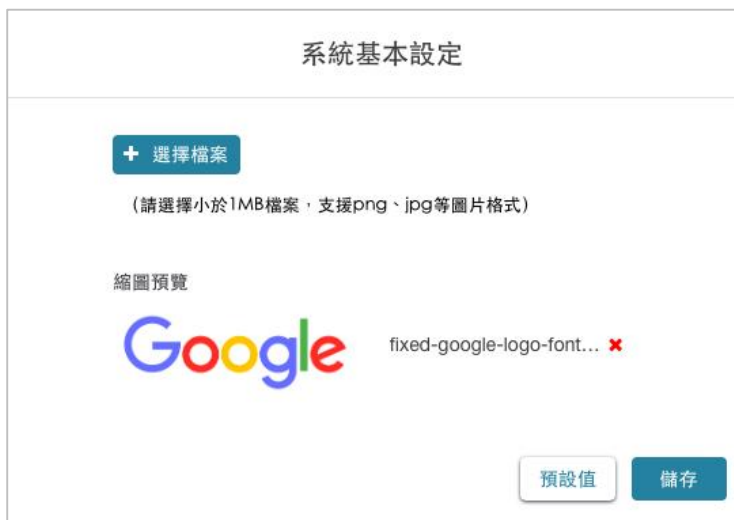 系統基本設定
+ 選擇檔案
(請選擇小於1MB檔案，支援png、jpg等圖片格式)
縮圖預覽
Google fixed-google-logo-font... ✖
預設值 儲存